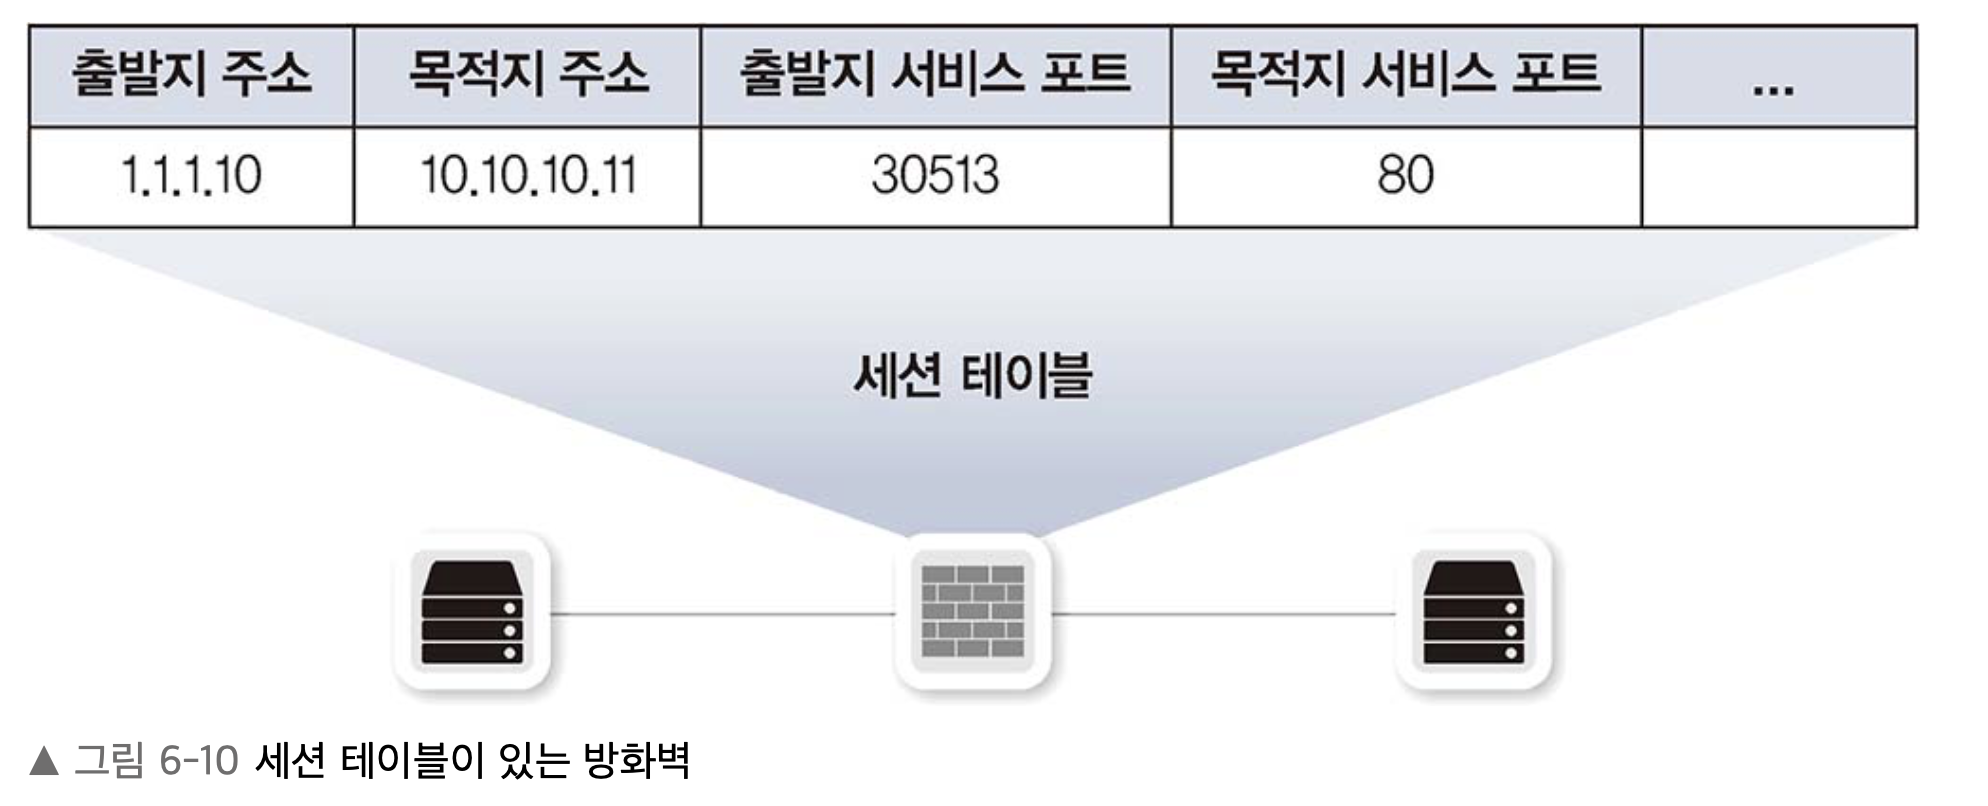 출발지 주소 목적지 주소 출발지 서비스 포트 목적지 서비스 포트 ...
1.1.1.10 10.10.10.11 30513 80
세션 테이블
▲ 그림 6-10 세션 테이블이 있는 방화벽